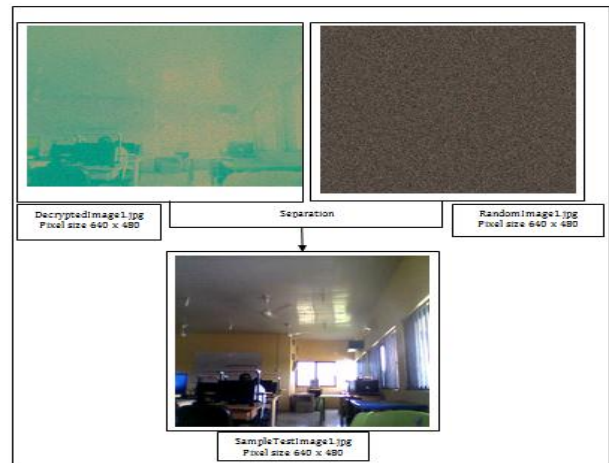 DecryptedImage1.jpg
Pixel size 640 x 480
Separation
RandomImage1.jpg
Pixel size 640 x 480
SampleTestImage1.jpg
Pixel size 640 x 480